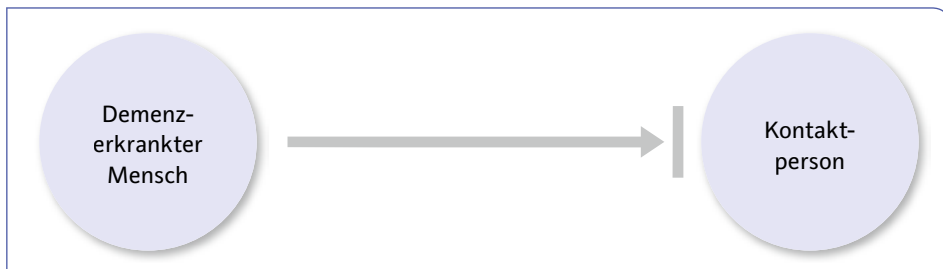 Demenz-
erkrankter
Mensch
Kontakt-
person